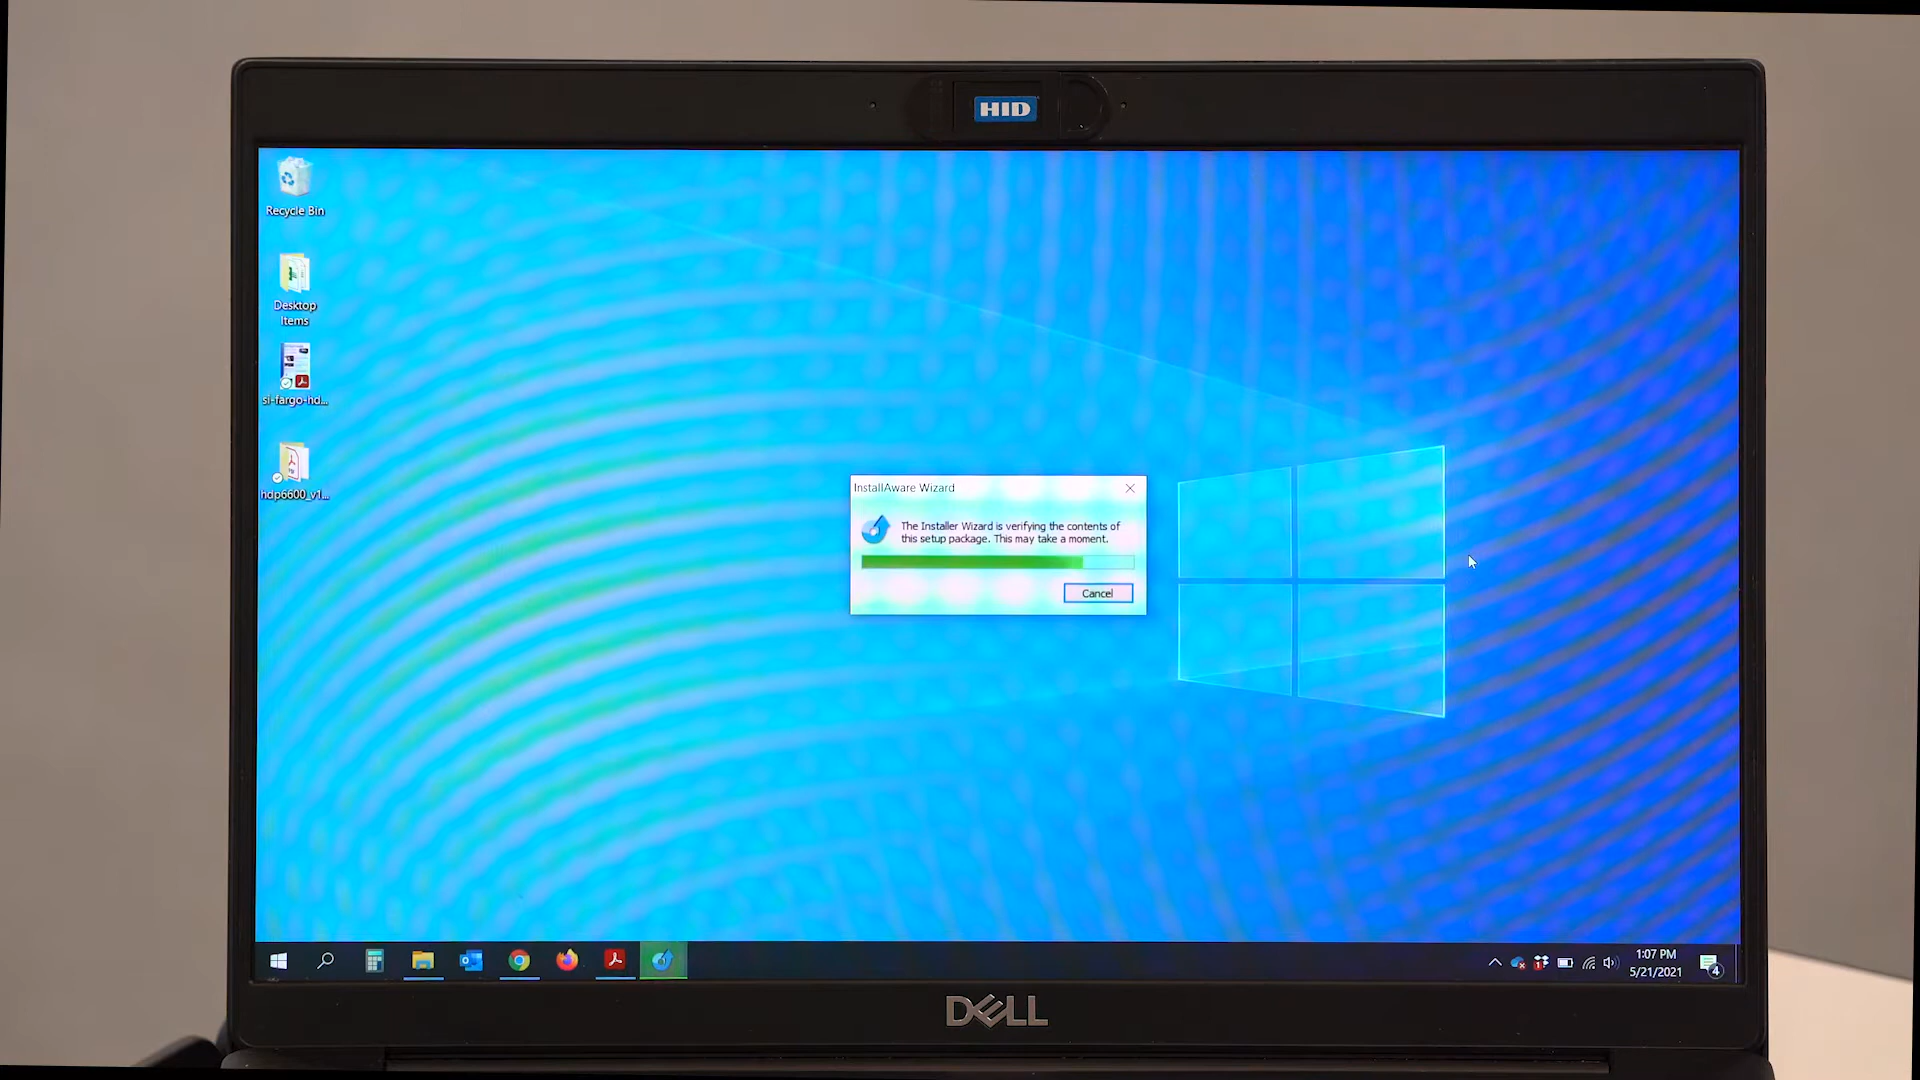 HID
Recycle Bin
Desktop
Items
si-fargo-hd...
hdp6600_v1...
InstallAware Wizard
The Installer Wizard is verifying the contents of
this setup package. This may take a moment.
Cancel
1:07 PM
5/21/2021
4
DELL